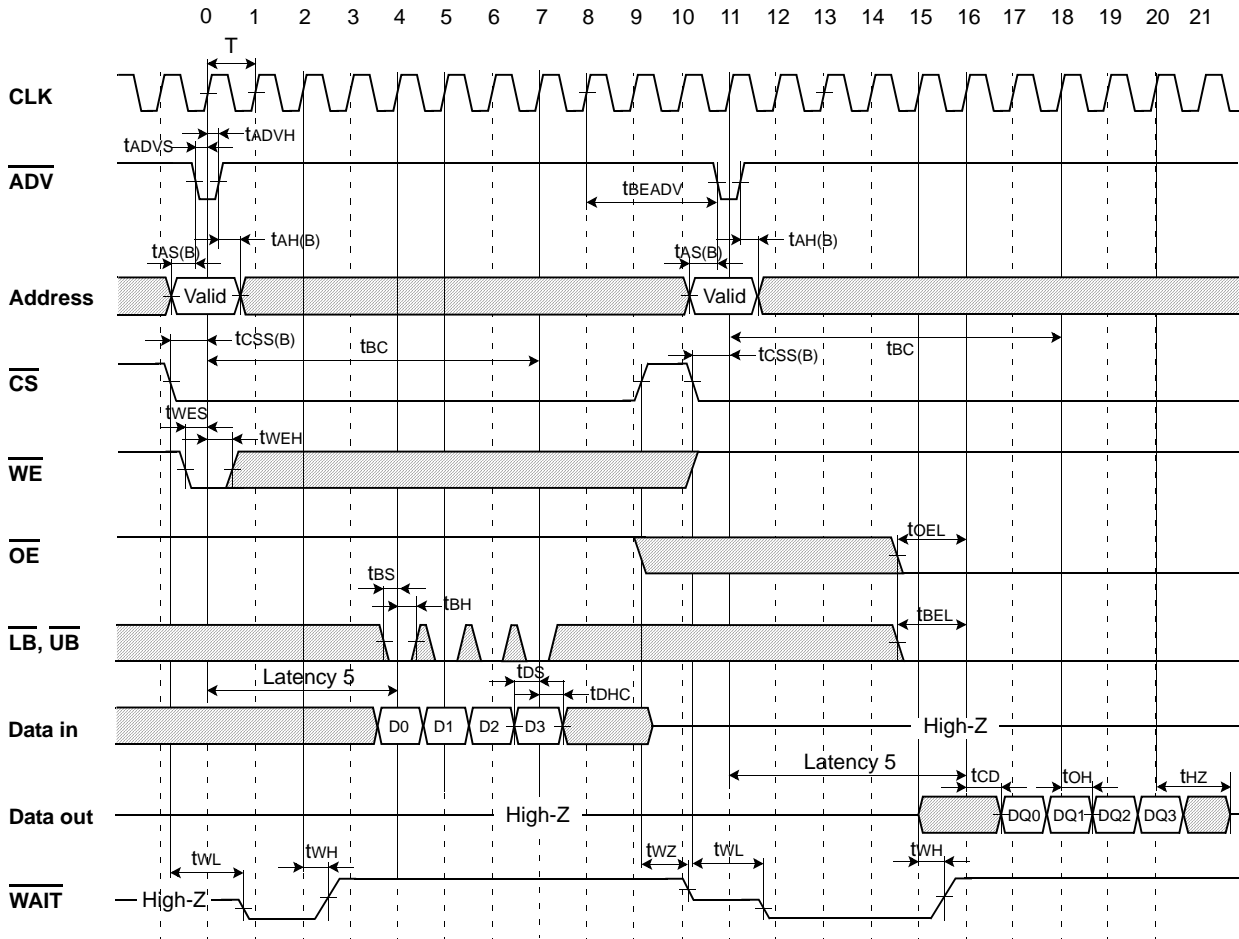 0 1 2 3 4 5 6 7 8 9 10 11 12 13 14 15 16 17 18 19 20 21
T
CLK
tADVH
tADVS
ADV
tBEADV
tAH(B)
tAS(B)
tAS(B)
tAH(B)
Address
Valid
Valid
tCSS(B)
tBC
tCSS(B)
tBC
CS
tWES
tWEH
WE
tOEL
OE
tBS
tBH
tBEL
LB, UB
Latency 5
tDS
tDHC
Data in
D0 D1 D2 D3
High-Z
Latency 5
tCD
tOH
tHZ
Data out
High-Z
DQ0 DQ1 DQ2 DQ3
tWL
tWH
tWZ
tWL
tWH
WAIT
High-Z